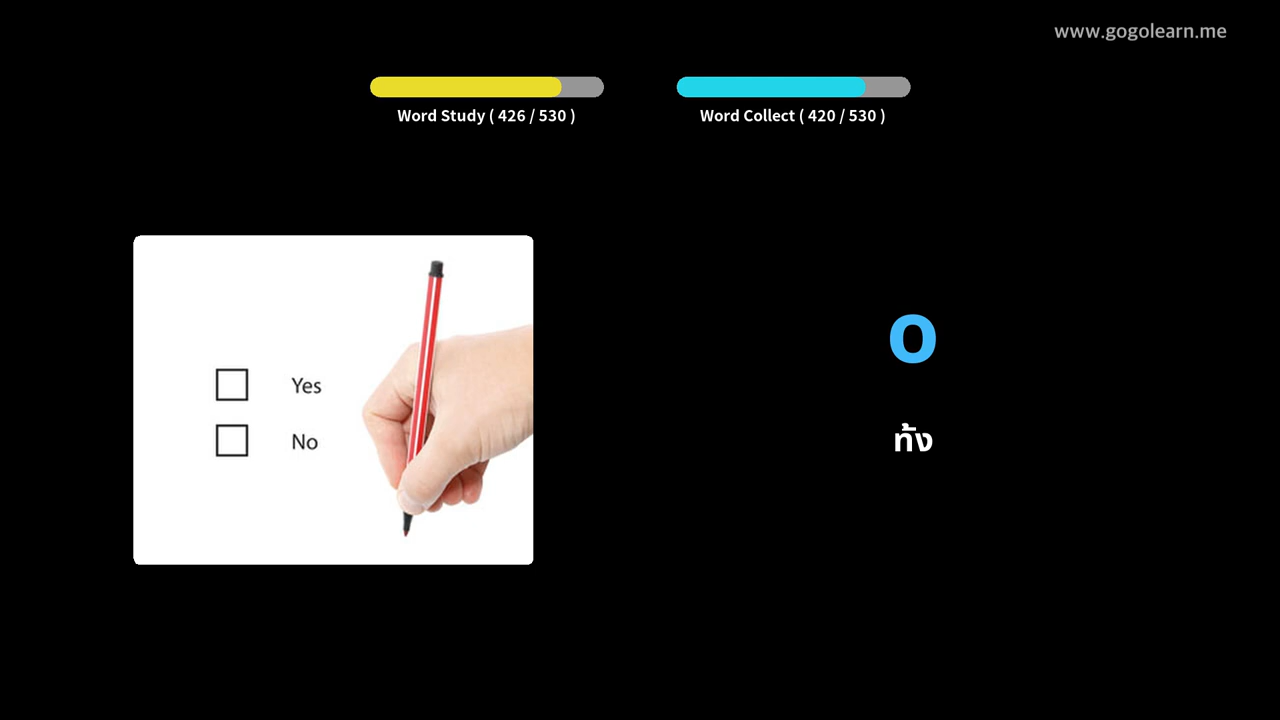 www.gogolearn.me
Word Study ( 426 / 530 )
Word Collect ( 420 / 530 )
Yes
No
o
ทั้ง